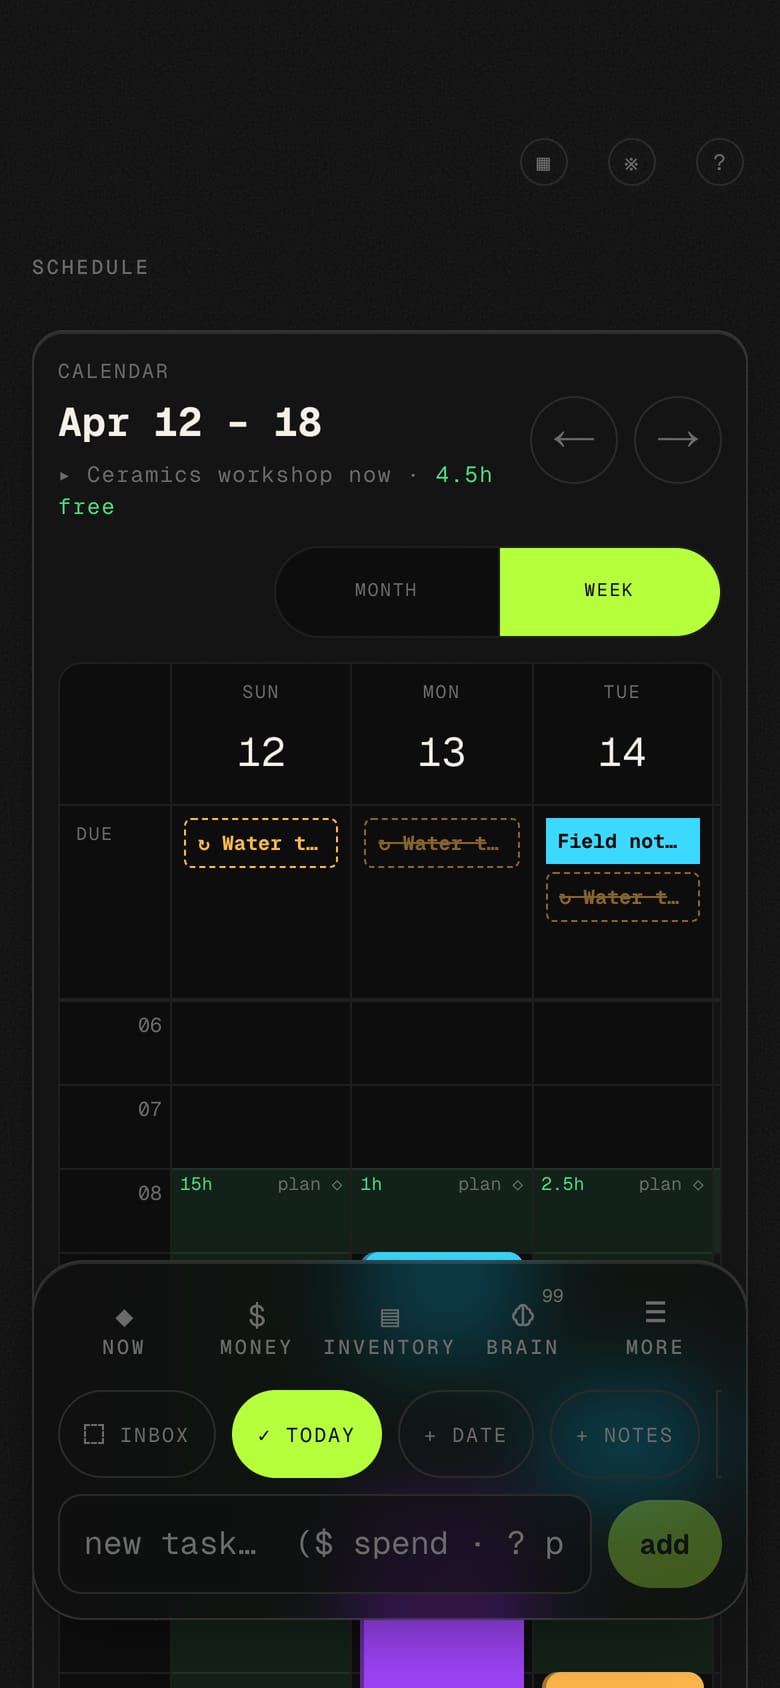 ?
SCHEDULE
CALENDAR
Apr 12 – 18
▸ Ceramics workshop now · 4.5h
free
MONTH WEEK
SUN MON TUE
12 13 14
DUE
↻ Water t… ↻ Water t… Field not…
↻ Water t…
06
07
08
15h plan ◇ 1h plan ◇ 2.5h plan ◇
99
NOW $ MONEY INVENTORY BRAIN MORE
INBOX ✓ TODAY + DATE + NOTES
new task… ($ spend · ? p
add